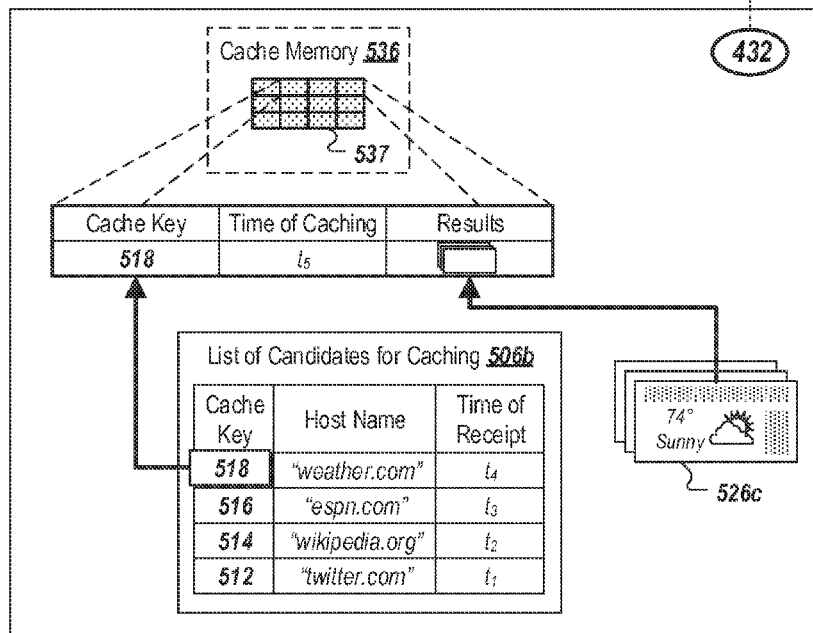 432
Cache Memory 536
537
Cache Key Time of Caching Results
518 t5
List of Candidates for Caching 506b
Cache Key Host Name Time of Receipt
518 "weather.com" t4
516 "espn.com" t3
514 "wikipedia.org" t2
512 "twitter.com" t1
74°
Sunny
526c